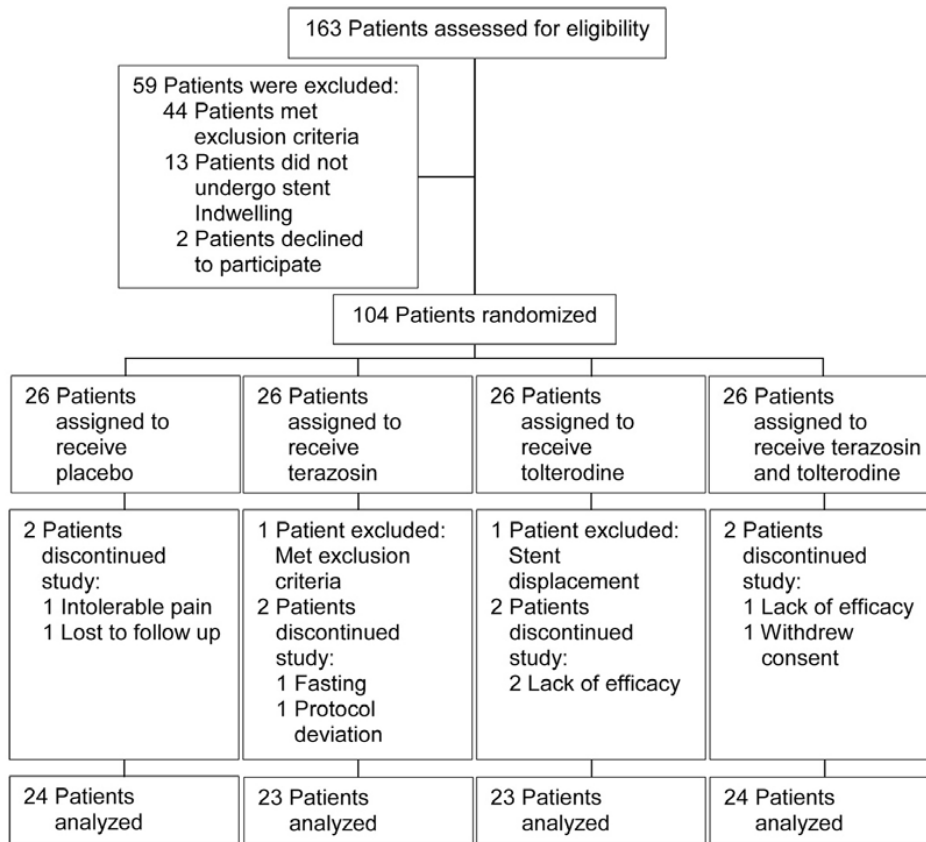 163 Patients assessed for eligibility
59 Patients were excluded:
44 Patients met
exclusion criteria
13 Patients did not
undergo stent
Indwelling
2 Patients declined
to participate
104 Patients randomized
26 Patients
assigned to
receive
placebo
26 Patients
assigned to
receive
terazosin
26 Patients
assigned to
receive
tolterodine
26 Patients
assigned to
receive terazosin
and tolterodine
2 Patients
discontinued
study:
1 Intolerable pain
1 Lost to follow up
1 Patient excluded:
Met exclusion
criteria
2 Patients
discontinued
study:
1 Fasting
1 Protocol
deviation
1 Patient excluded:
Stent
displacement
2 Patients
discontinued
study:
2 Lack of efficacy
2 Patients
discontinued
study:
1 Lack of efficacy
1 Withdrew
consent
24 Patients
analyzed
23 Patients
analyzed
23 Patients
analyzed
24 Patients
analyzed